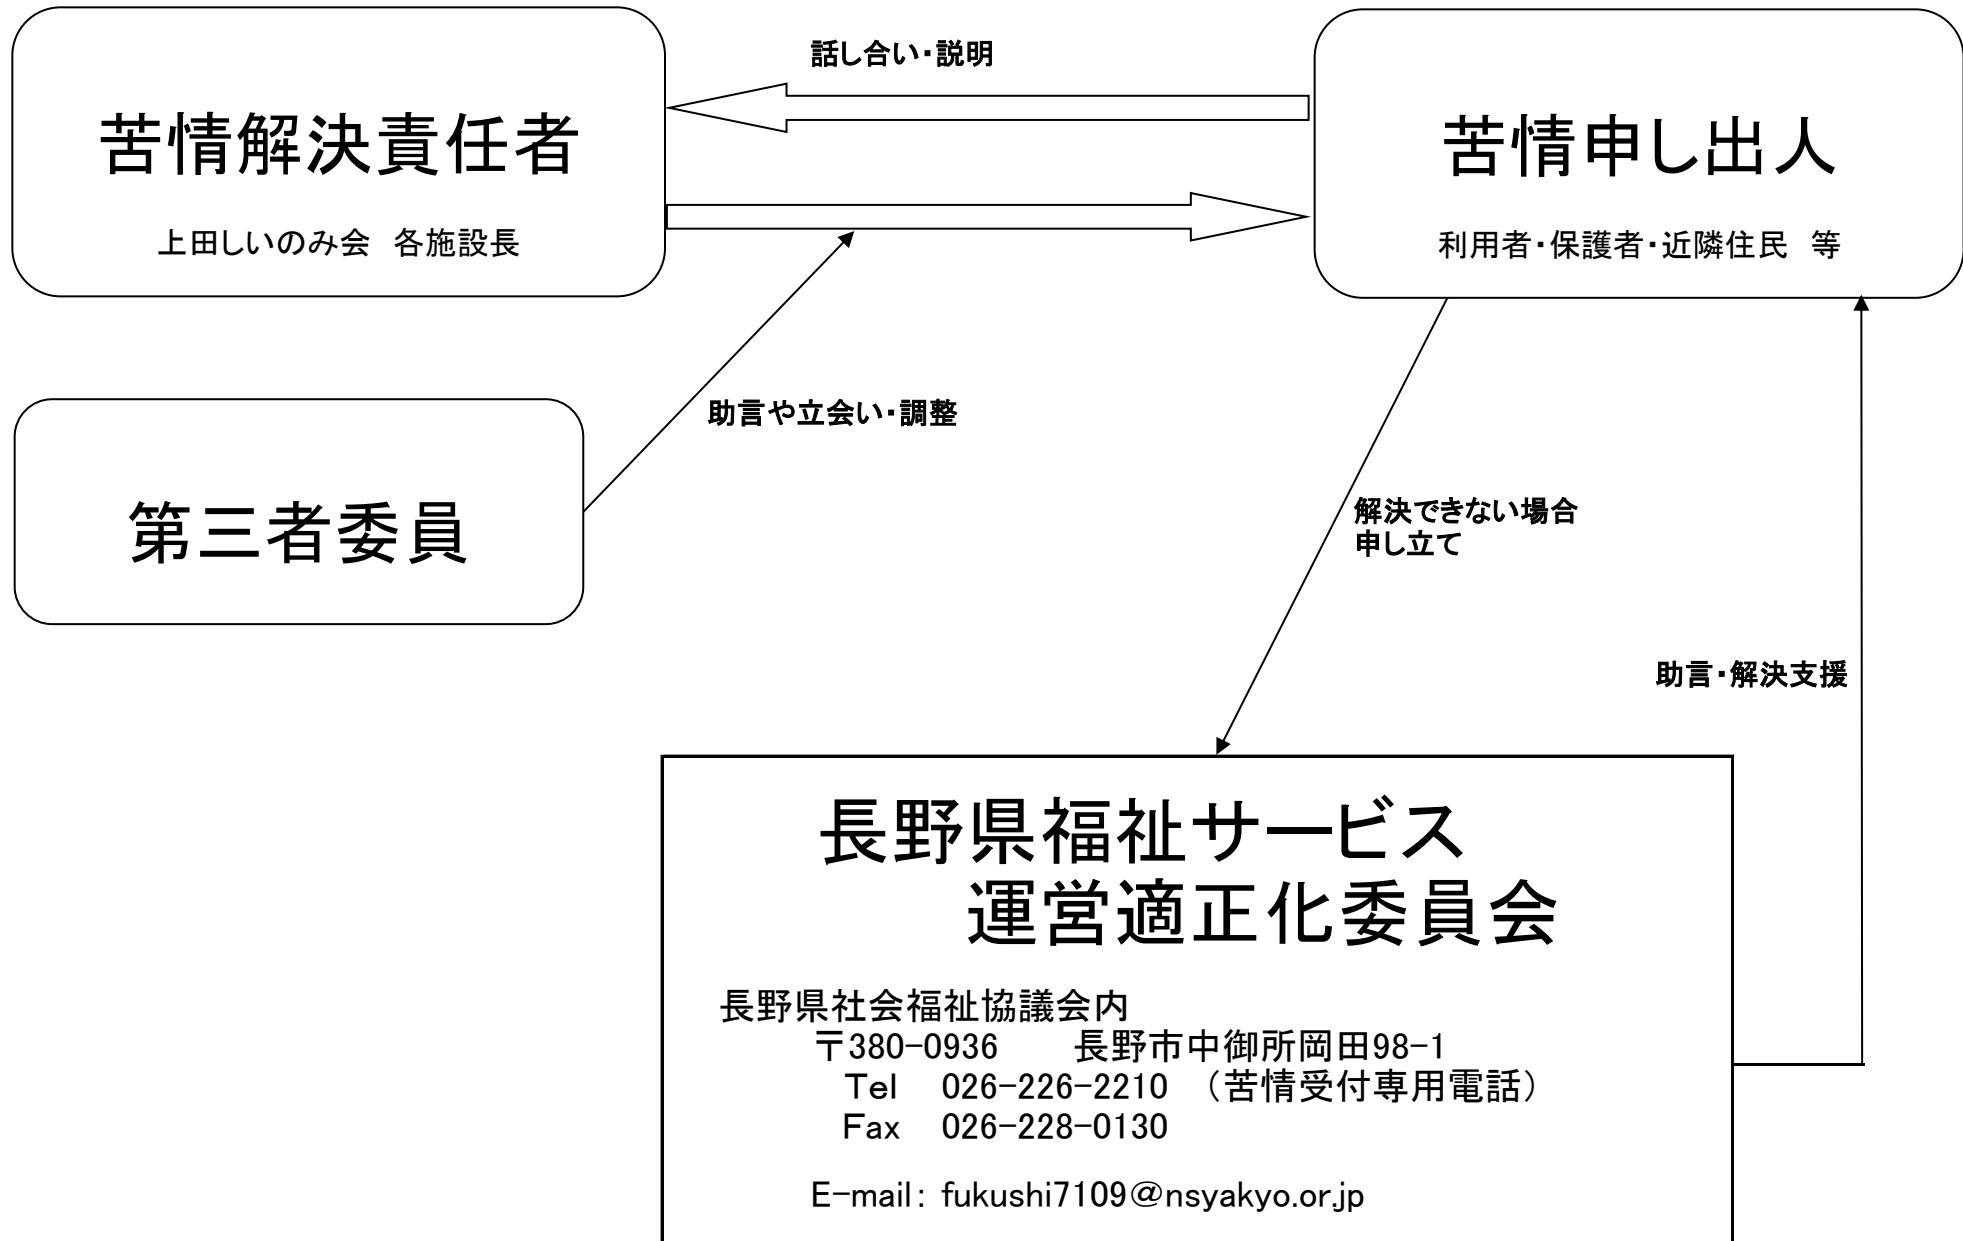 話し合い・説明
苦情解決責任者
上田しいのみ会　各施設長
苦情申し出人
利用者・保護者・近隣住民　等
助言や立会い・調整
第三者委員
解決できない場合
申し立て
助言・解決支援
長野県福祉サービス
運営適正化委員会
長野県社会福祉協議会内
〒380-0936　　長野市中御所岡田98-1
Tel　026-226-2210　（苦情受付専用電話）
Fax　026-228-0130
E-mail： fukushi7109＠nsyakyo.or.jp